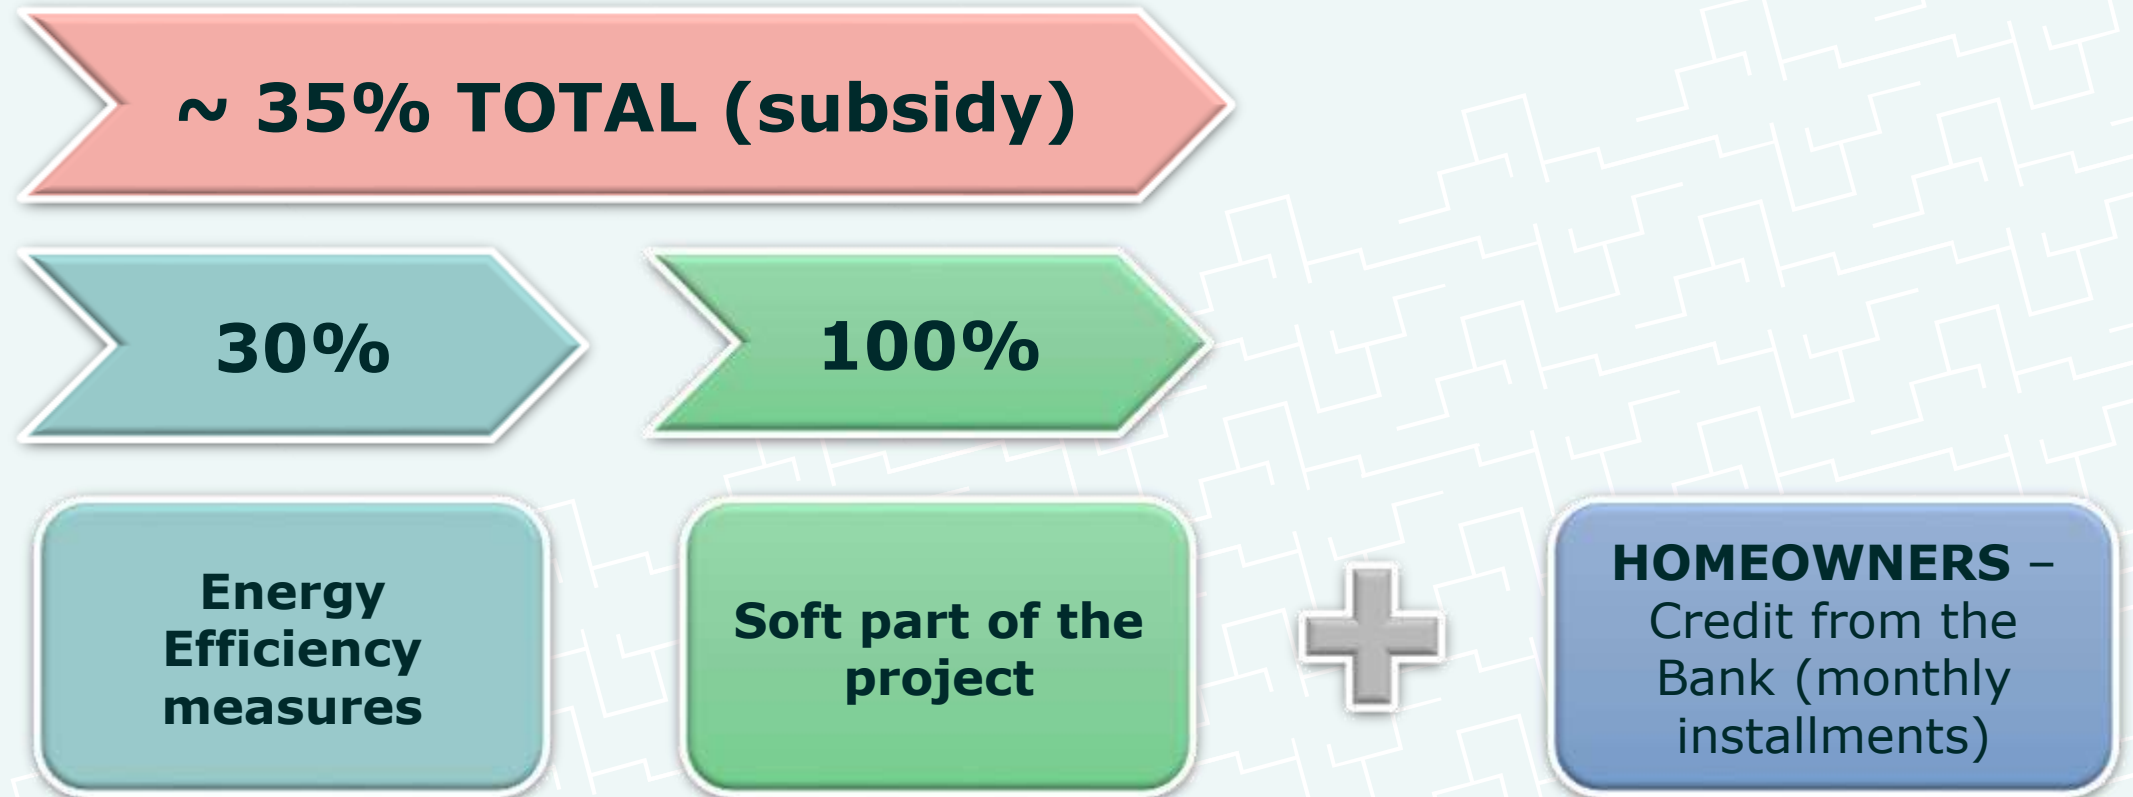 ~ 35% TOTAL (subsidy)
30%
100%
Energy
Efficiency
measures
Soft part of the
project
HOMEOWNERS –
Credit from the
Bank (monthly
installments)